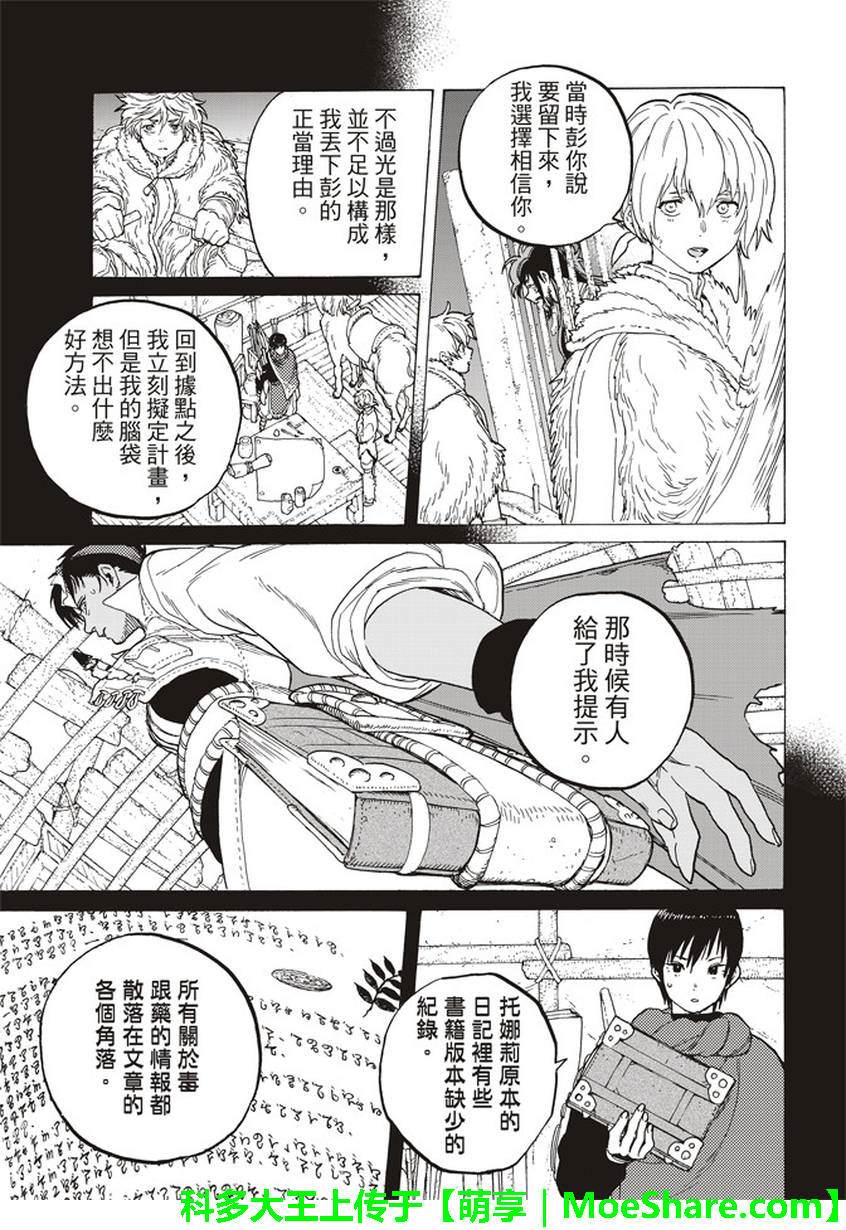 當時彭你說
要留下來，
我選擇相信你。
不過光是那樣，
並不足以構成
我丟下彭的
正當理由。
回到據點之後，
我立刻擬定計畫，
但是我的腦袋
想不出什麼
好方法。
那時候有人
給了我提示。
托娜莉原本的
日記裡有些
書籍版本缺少的
紀錄。
所有關於毒
跟藥的情報都
散落在文章的
各個角落。
科多大王上传于【萌享｜MoeShare.com】